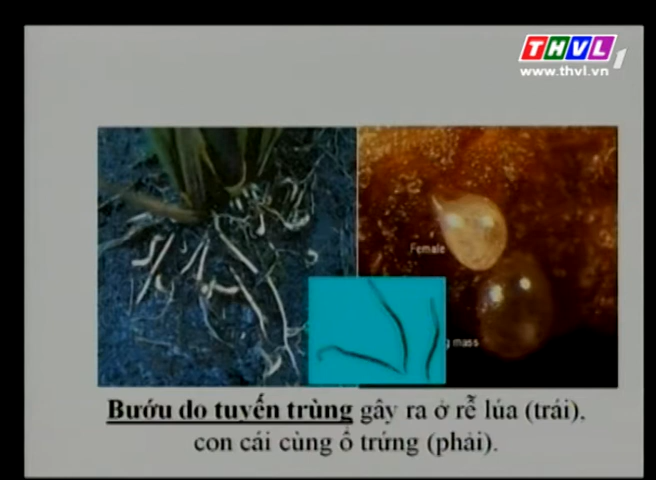 THVL1
www.thvl.vn
Female
mass
Bướu do tuyến trùng gây ra ở rễ lúa (trái),
con cái cùng ổ trứng (phải).